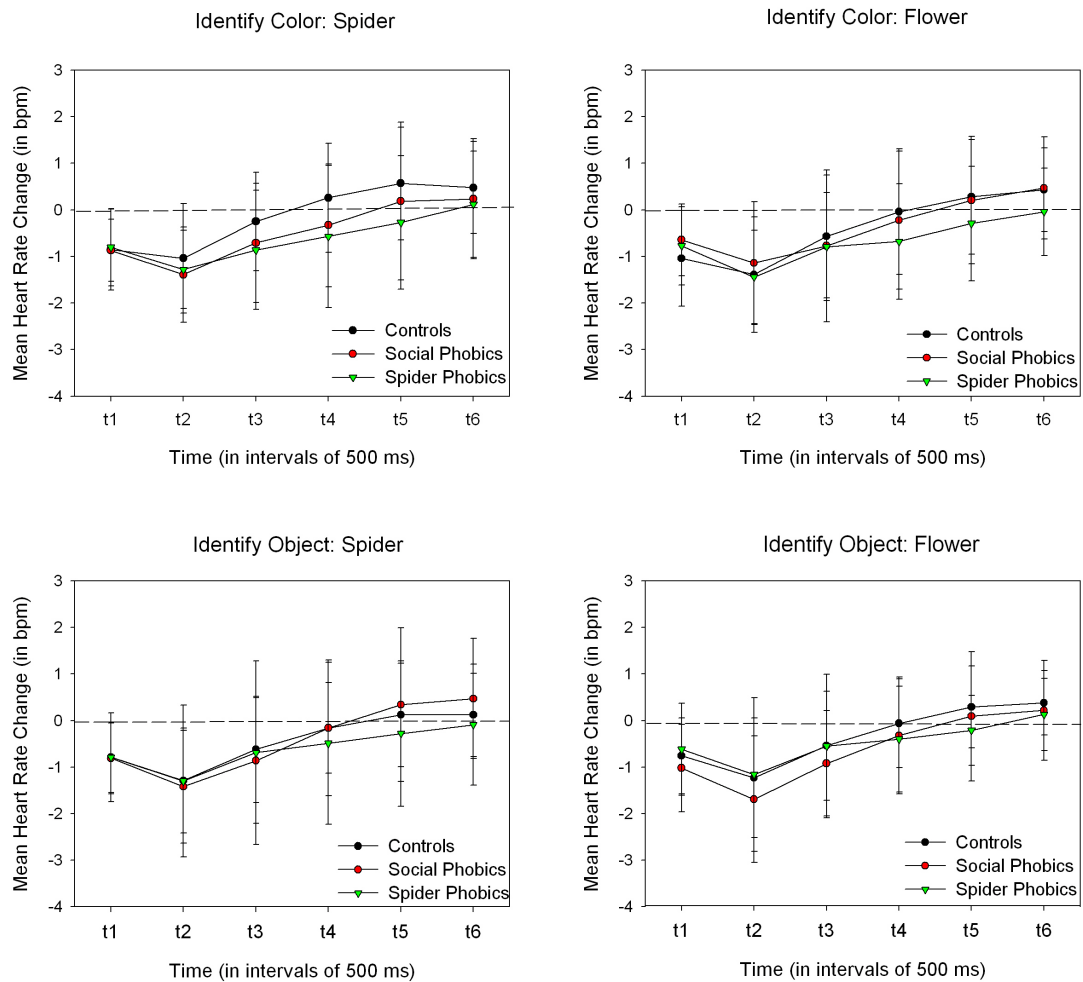 Identify Color: Spider
Mean Heart Rate Change (in bpm)
3
2
1
0
-1
-2
-3
-4
Controls
Social Phobics
Spider Phobics
t1 t2 t3 t4 t5 t6
Time (in intervals of 500 ms)
Identify Color: Flower
Mean Heart Rate Change (in bpm)
3
2
1
0
-1
-2
-3
-4
Controls
Social Phobics
Spider Phobics
t1 t2 t3 t4 t5 t6
Time (in intervals of 500 ms)
Identify Object: Spider
Mean Heart Rate Change (in bpm)
3
2
1
0
-1
-2
-3
-4
Controls
Social Phobics
Spider Phobics
t1 t2 t3 t4 t5 t6
Time (in intervals of 500 ms)
Identify Object: Flower
Mean Heart Rate Change (in bpm)
3
2
1
0
-1
-2
-3
-4
Controls
Social Phobics
Spider Phobics
t1 t2 t3 t4 t5 t6
Time (in intervals of 500 ms)